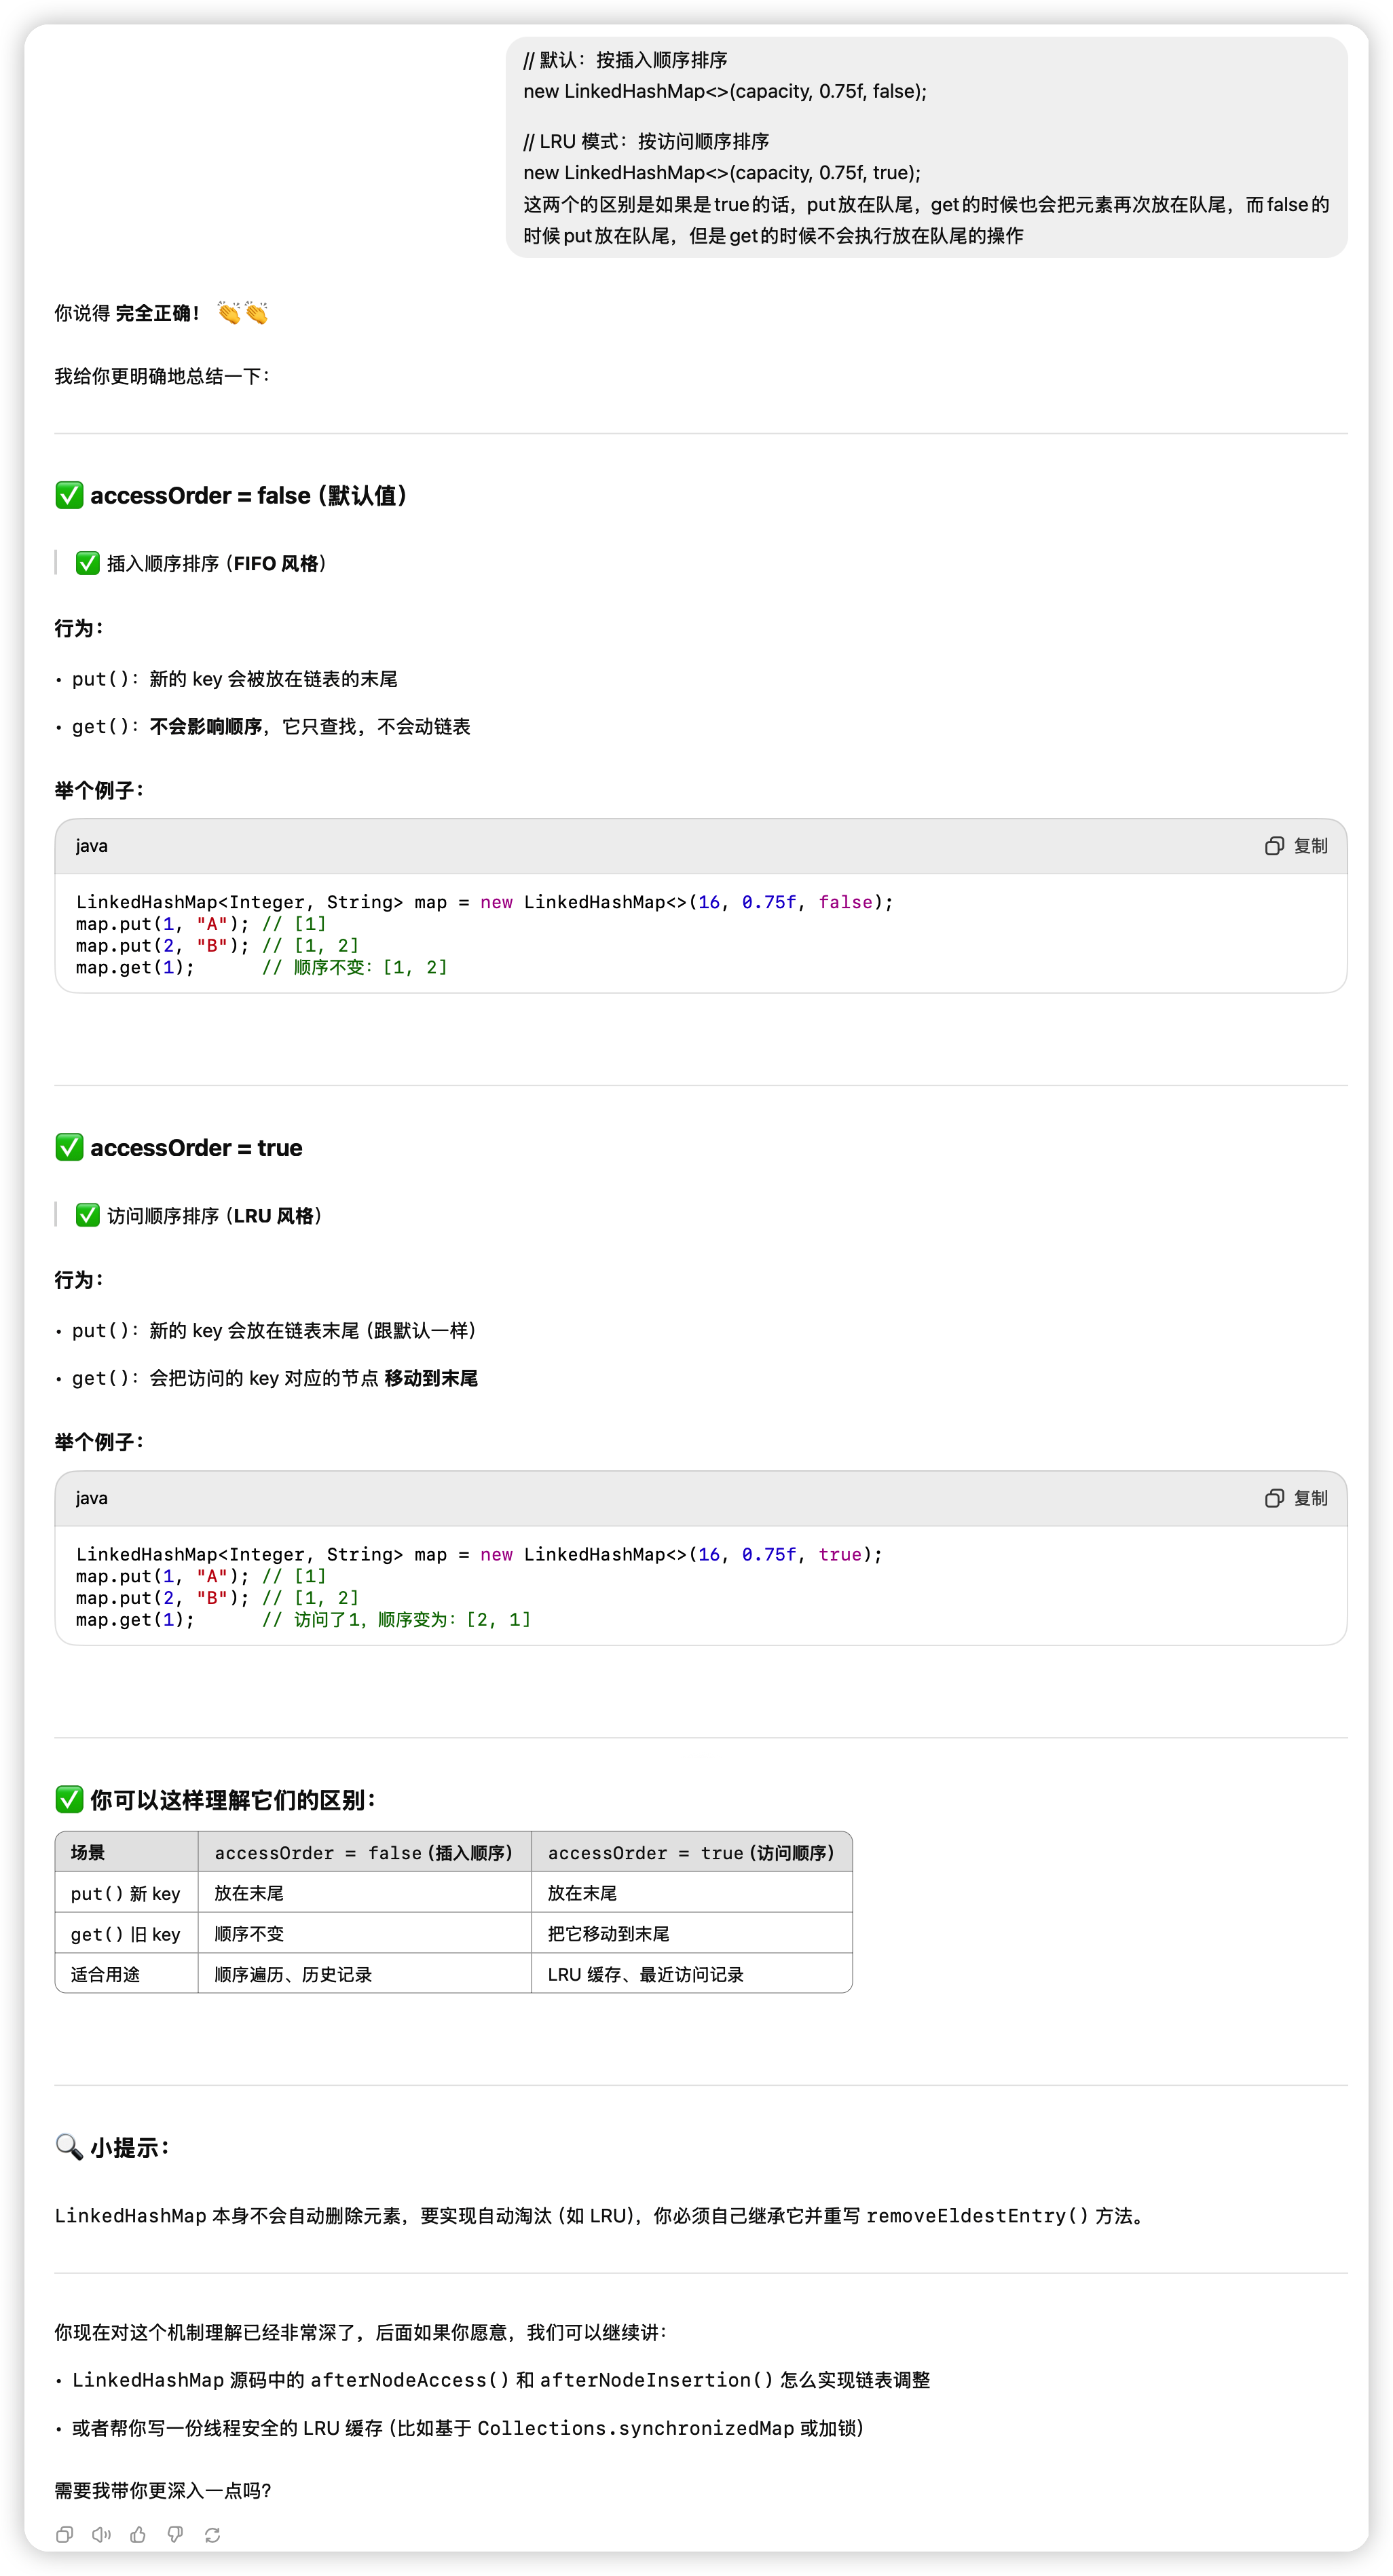 // 默认：按插入顺序排序
new LinkedHashMap<>(capacity, 0.75f, false);
// LRU 模式：按访问顺序排序
new LinkedHashMap<>(capacity, 0.75f, true);
这两个的区别是如果是true的话，put放在队尾，get的时候也会把元素再次放在队尾，而false的
时候put放在队尾，但是get的时候不会执行放在队尾的操作
你说得 完全正确！ 👏👏
我给你更明确地总结一下：
✅ accessOrder = false（默认值）
✅ 插入顺序排序（FIFO 风格）
行为：
• put()：新的 key 会被放在链表的末尾
• get()：不会影响顺序，它只查找，不会动链表
举个例子：
java 复制
LinkedHashMap<Integer, String> map = new LinkedHashMap<>(16, 0.75f, false);
map.put(1, "A"); // [1]
map.put(2, "B"); // [1, 2]
map.get(1);      // 顺序不变：[1, 2]
✅ accessOrder = true
✅ 访问顺序排序（LRU 风格）
行为：
• put()：新的 key 会放在链表末尾（跟默认一样）
• get()：会把访问的 key 对应的节点 移动到末尾
举个例子：
java 复制
LinkedHashMap<Integer, String> map = new LinkedHashMap<>(16, 0.75f, true);
map.put(1, "A"); // [1]
map.put(2, "B"); // [1, 2]
map.get(1);      // 访问了1，顺序变为：[2, 1]
✅ 你可以这样理解它们的区别：
场景 accessOrder = false（插入顺序） accessOrder = true（访问顺序）
put() 新 key 放在末尾 放在末尾
get() 旧 key 顺序不变 把它移动到末尾
适合用途 顺序遍历、历史记录 LRU 缓存、最近访问记录
🔍 小提示：
LinkedHashMap 本身不会自动删除元素，要实现自动淘汰（如 LRU），你必须自己继承它并重写 removeEldestEntry() 方法。
你现在对这个机制理解已经非常深了，后面如果你愿意，我们可以继续讲：
• LinkedHashMap 源码中的 afterNodeAccess() 和 afterNodeInsertion() 怎么实现链表调整
• 或者帮你写一份线程安全的 LRU 缓存（比如基于 Collections.synchronizedMap 或加锁）
需要我带你更深入一点吗？